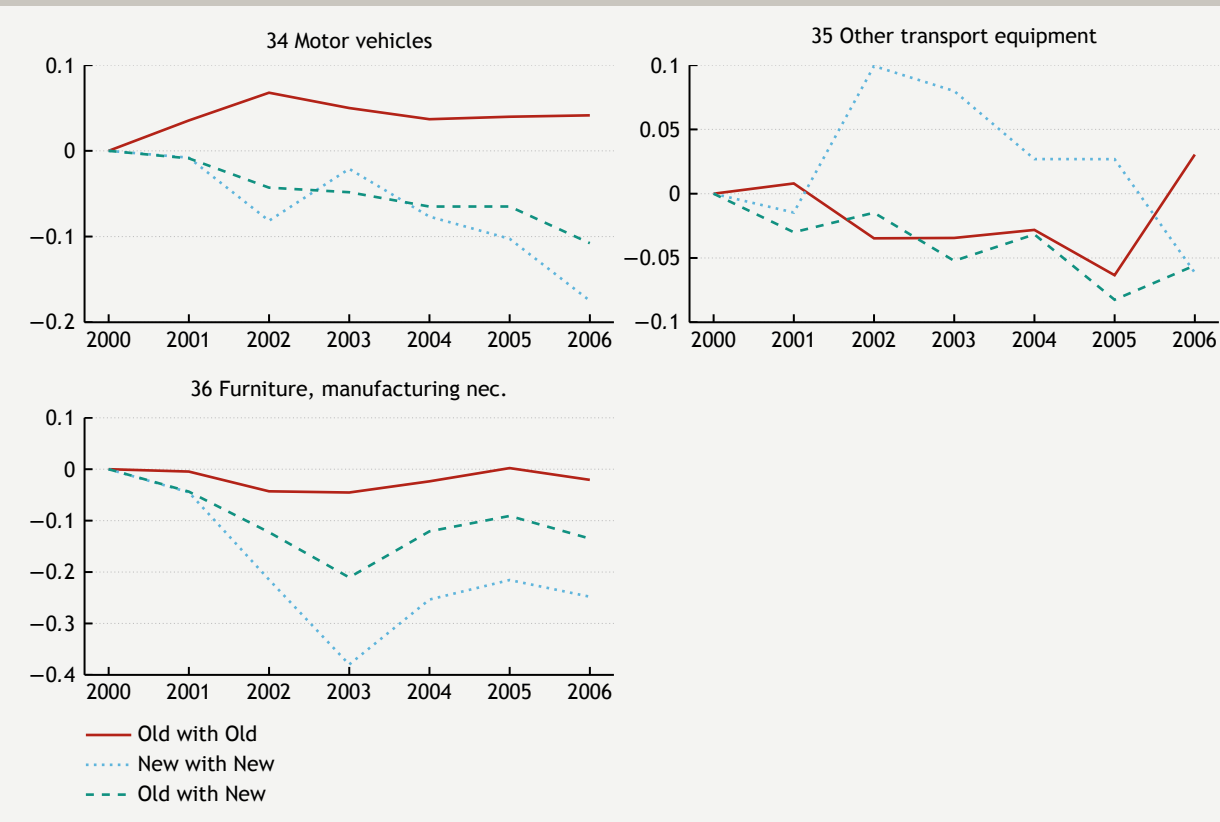 34 Motor vehicles
0.1
0
−0.1
−0.2
2000 2001 2002 2003 2004 2005 2006
35 Other transport equipment
0.1
0.05
0
−0.05
−0.1
2000 2001 2002 2003 2004 2005 2006
36 Furniture, manufacturing nec.
0.1
0
−0.1
−0.2
−0.3
−0.4
2000 2001 2002 2003 2004 2005 2006
Old with Old
New with New
Old with New